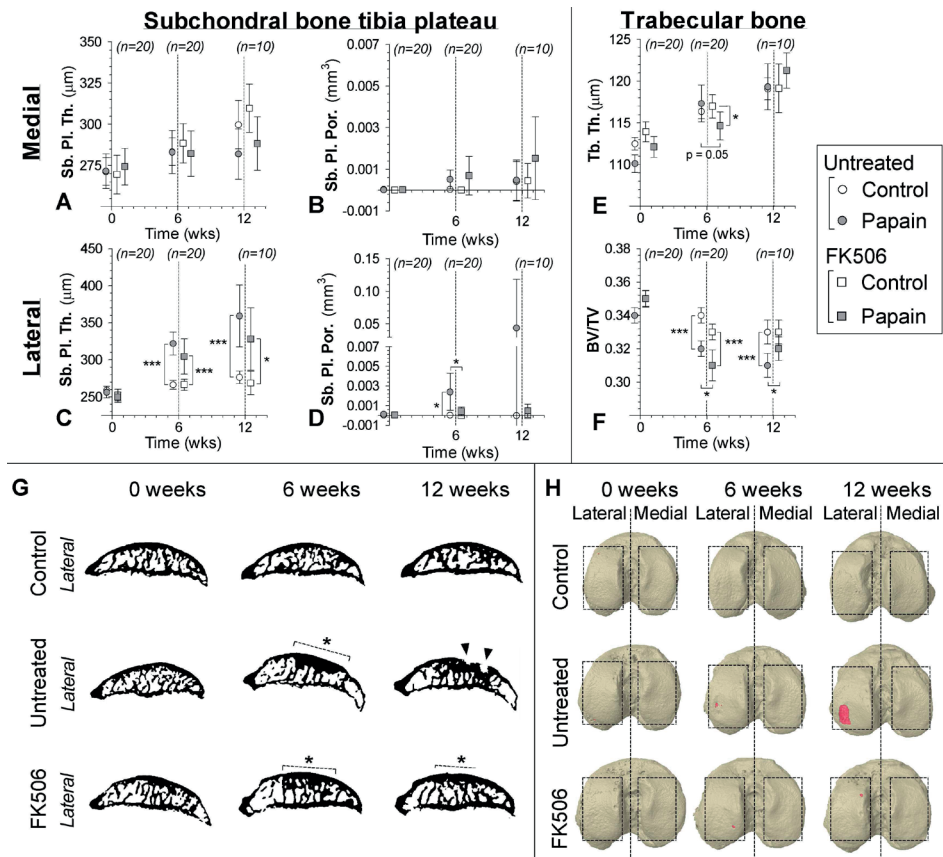 Subchondral bone tibia plateau
Trabecular bone
Medial
Lateral
350
325
300
275
250
Sb. Pl. Th. (µm)
(n=20)
(n=20)
(n=10)
A
0
6
12
Time (wks)
0.007
0.005
0.003
0.001
-0.001
Sb. Pl. Por. (mm³)
(n=20)
(n=20)
(n=10)
B
0
6
12
Time (wks)
125
120
115
110
100
Tb. Th. (µm)
(n=20)
(n=20)
(n=10)
*
p = 0.05
E
0
6
12
Time (wks)
Untreated
Control
Papain
FK506
Control
Papain
450
400
350
300
250
Sb. Pl. Th. (µm)
(n=20)
(n=20)
(n=10)
***
***
***
*
C
0
6
12
Time (wks)
0.15
0.10
0.05
0.007
0.005
0.003
0.001
-0.001
Sb. Pl. Por. (mm³)
(n=20)
(n=20)
(n=10)
*
*
D
0
6
12
Time (wks)
0.38
0.36
0.34
0.32
0.30
BV/TV
(n=20)
(n=20)
(n=10)
***
***
***
*
*
F
0
6
12
Time (wks)
G
0 weeks
6 weeks
12 weeks
Control
Lateral
Untreated
Lateral
*
FK506
Lateral
*
*
H
0 weeks
6 weeks
12 weeks
Lateral Medial
Lateral Medial
Lateral Medial
Control
Untreated
FK506